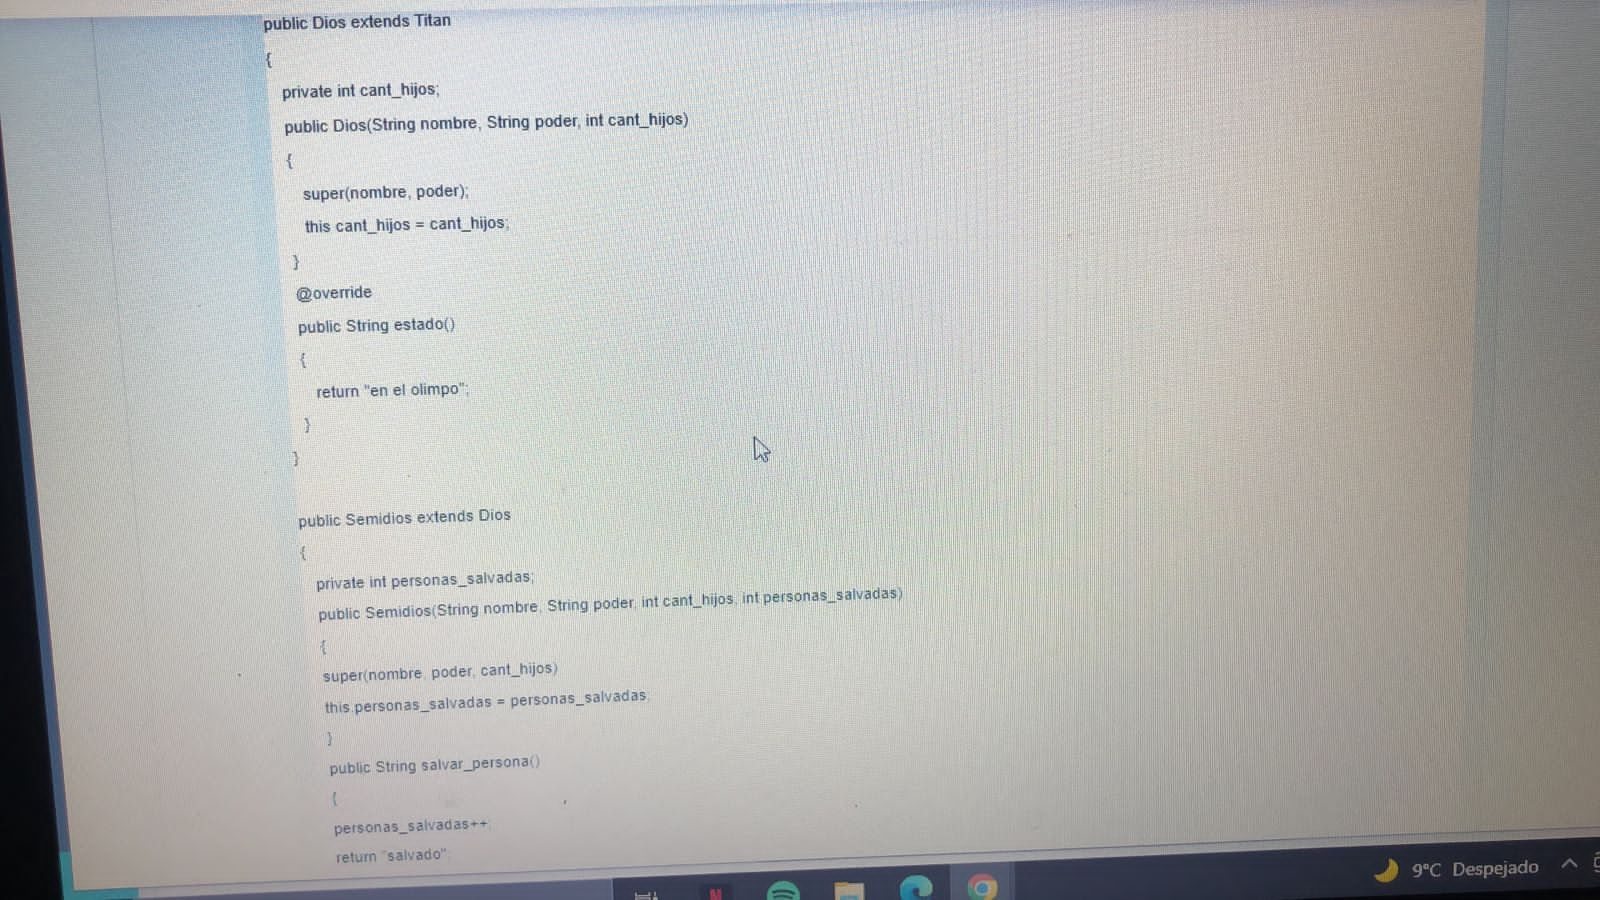 public Dios extends Titan
{
private int cant_hijos;
public Dios(String nombre, String poder, int cant_hijos)
{
super(nombre, poder);
this cant_hijos = cant_hijos;
}
@override
public String estado()
{
return "en el olimpo";
}
}
public Semidios extends Dios
{
private int personas_salvadas;
public Semidios(String nombre, String poder, int cant_hijos, int personas_salvadas)
{
super(nombre, poder, cant_hijos)
this.personas_salvadas = personas_salvadas;
}
public String salvar_persona()
{
personas_salvadas++;
return "salvado";
9°C Despejado